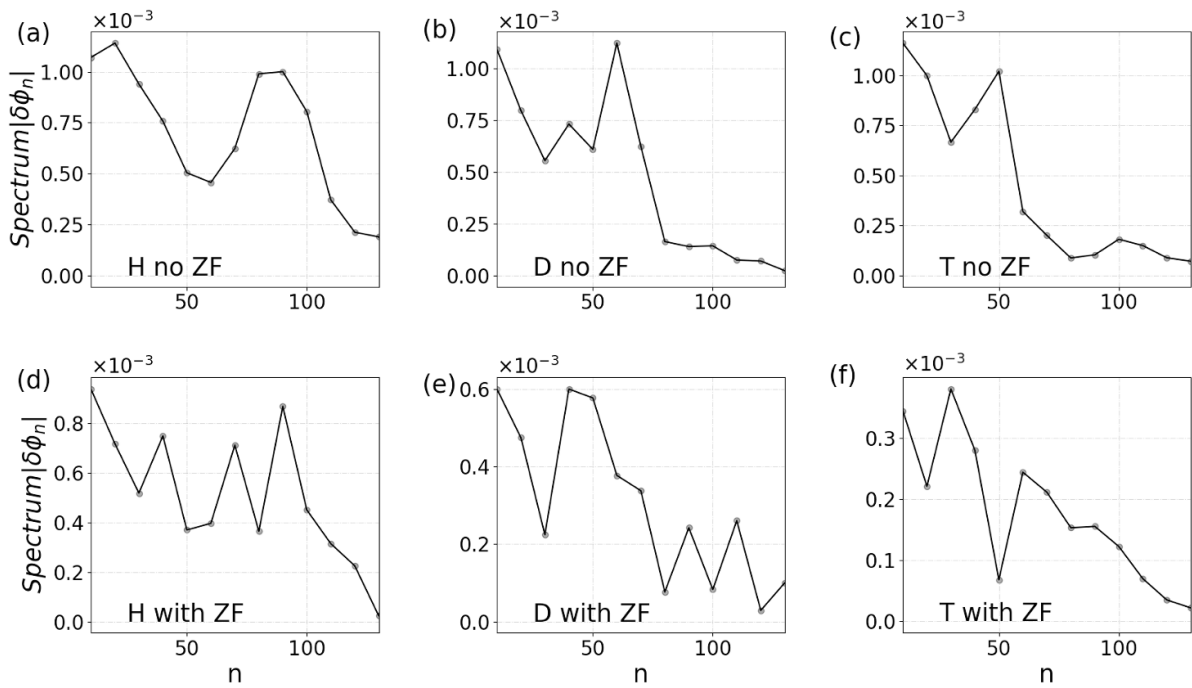 (a)
×10⁻³
Spectrum|δϕₙ|
1.00
0.75
0.50
0.25
0.00
H no ZF
50 100
(b)
×10⁻³
1.00
0.75
0.50
0.25
0.00
D no ZF
50 100
(c)
×10⁻³
1.00
0.75
0.50
0.25
0.00
T no ZF
50 100
(d)
×10⁻³
Spectrum|δϕₙ|
0.8
0.6
0.4
0.2
0.0
H with ZF
50 100
n
(e)
×10⁻³
0.6
0.4
0.2
0.0
D with ZF
50 100
n
(f)
×10⁻³
0.3
0.2
0.1
0.0
T with ZF
50 100
n